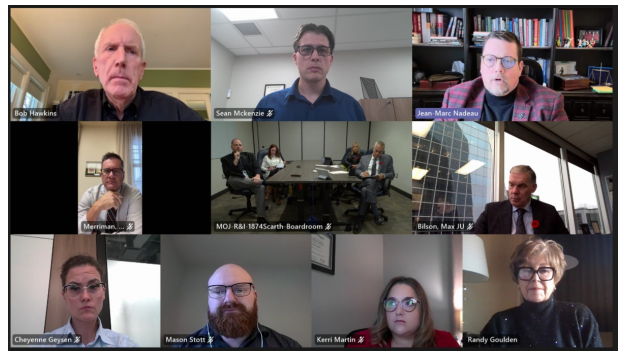 Bob Hawkins
Sean Mckenzie
Jean-Marc Nadeau
Merriman, ...
MOJ-R&I-1874Scarth-Boardroom
Bilson, Max JU
Cheyenne Geysen
Mason Stott
Kerri Martin
Randy Goulden